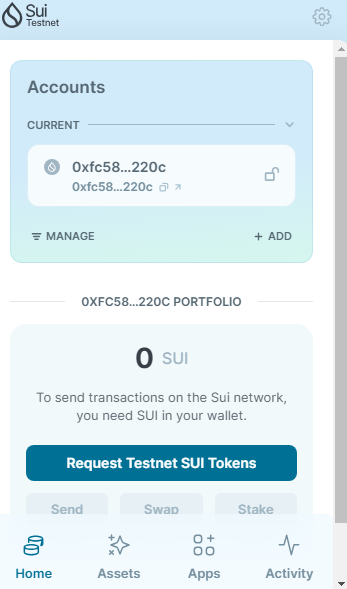 Sui
Testnet
Accounts
CURRENT
0xfc58...220c
0xfc58...220c
MANAGE
ADD
0XFC58...220C PORTFOLIO
0 SUI
To send transactions on the Sui network,
you need SUI in your wallet.
Request Testnet SUI Tokens
Send Swap Stake
Home Assets Apps Activity